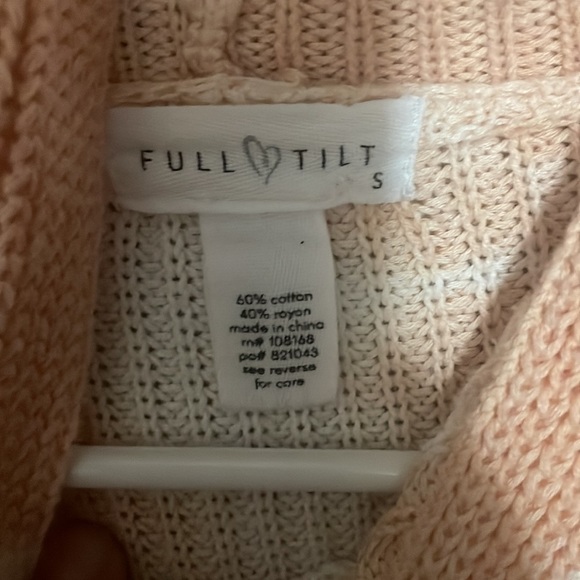 FULL TILT
S
60% cotton
40% rayon
made in china
m# 108168
po# 821043
see reverse
for care